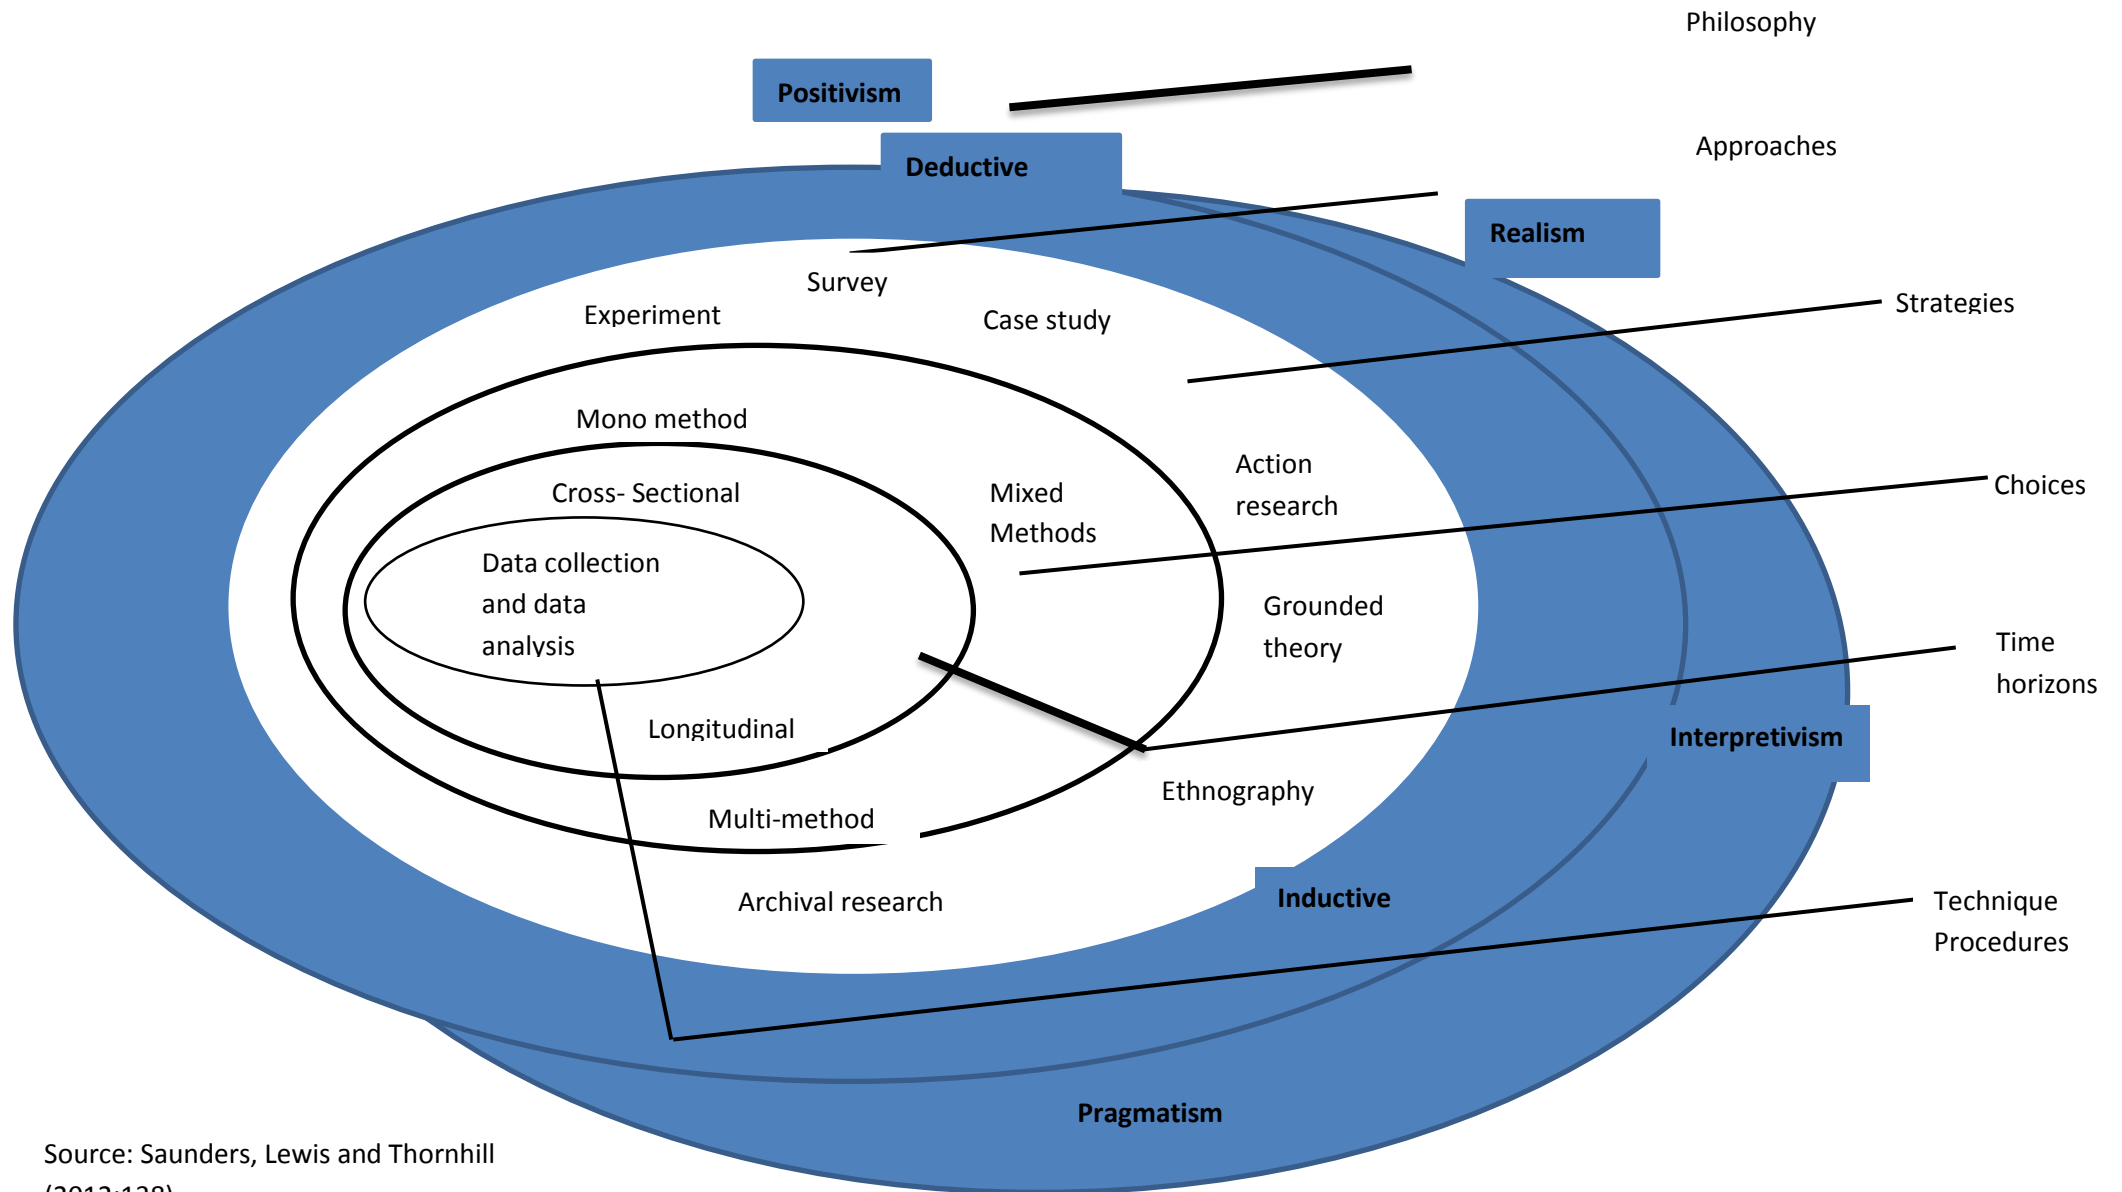 Philosophy
Positivism
Approaches
Deductive
Realism
Survey
Experiment
Case study
Strategies
Mono method
Action
research
Cross- Sectional
Mixed
Methods
Choices
Data collection
and data
analysis
Grounded
theory
Time
horizons
Longitudinal
Interpretivism
Ethnography
Multi-method
Inductive
Archival research
Technique
Procedures
Pragmatism
Source: Saunders, Lewis and Thornhill
(2012:128)